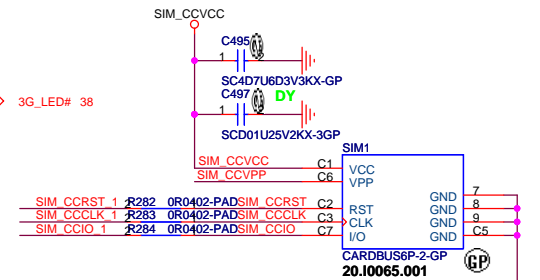 SIM_CCVCC
C495
1 2
SC4D7U6D3V3KX-GP
C497 DY
1 2
SCD01U25V2KX-3GP
3G_LED# 38
SIM1
SIM_CCVCC C1 VCC
SIM_CCVPP C6 VPP
GND 7
SIM_CCRST_1 R282 0R0402-PAD SIM_CCRST C2 RST GND 8
SIM_CCCLK_1 R283 0R0402-PAD SIM_CCCLK C3 CLK GND 9
SIM_CCIO_1 R284 0R0402-PAD SIM_CCIO C7 I/O GND C5
CARDBUS6P-2-GP
GP
20.I0065.001